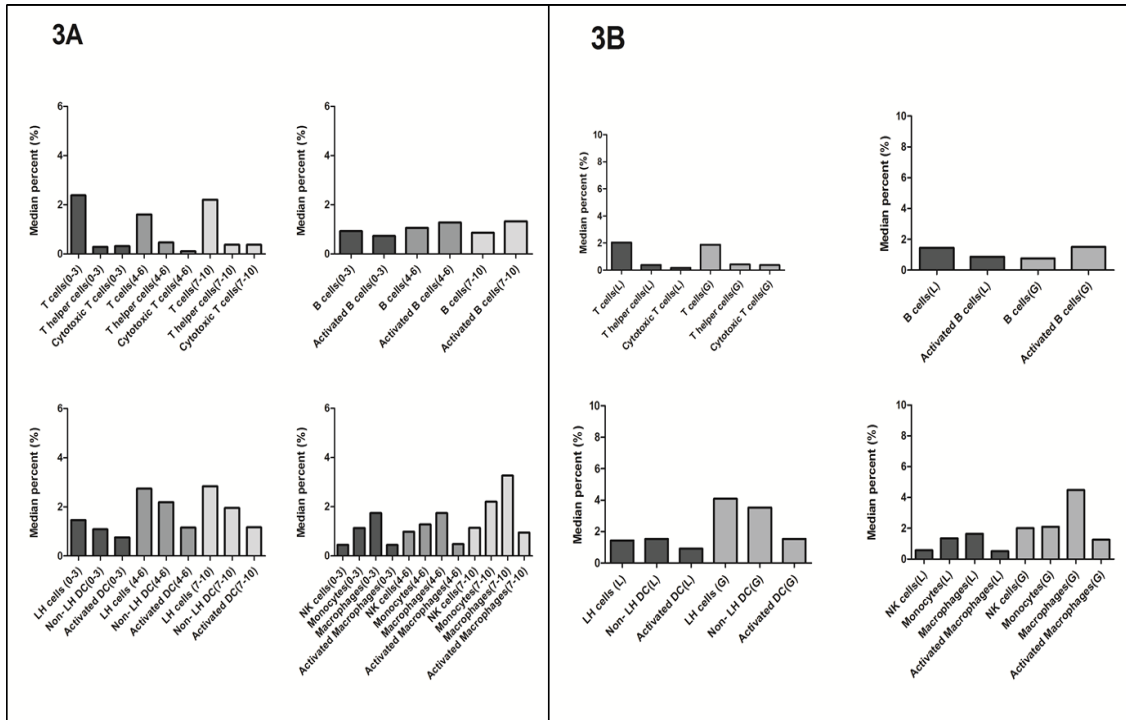 3A
Median percent (%)
6
4
2
0
T cells(0-3)
T helper cells(0-3)
Cytotoxic T cells(0-3)
T cells(4-6)
T helper cells(4-6)
Cytotoxic T cells(4-6)
T cells(7-10)
T helper cells(7-10)
Cytotoxic T cells(7-10)
Median percent (%)
6
4
2
0
B cells(0-3)
Activated B cells(0-3)
B cells(4-6)
Activated B cells(4-6)
B cells(7-10)
Activated B cells(7-10)
Median percent (%)
6
4
2
0
LH cells (0-3)
Non- LH DC(0-3)
Activated DC(0-3)
LH cells (4-6)
Non- LH DC(4-6)
Activated DC(4-6)
LH cells (7-10)
Non- LH DC(7-10)
Activated DC(7-10)
Median percent (%)
6
4
2
0
NK cells(0-3)
Monocytes(0-3)
Macrophages(0-3)
Activated Macrophages(0-3)
NK cells(4-6)
Monocytes(4-6)
Macrophages(4-6)
Activated Macrophages(4-6)
NK cells(7-10)
Monocytes(7-10)
Macrophages(7-10)
Activated Macrophages(7-10)
3B
Median percent (%)
10
8
6
4
2
0
T cells(L)
T helper cells(L)
Cytotoxic T cells(L)
T cells(G)
T helper cells(G)
Cytotoxic T cells(G)
Median percent (%)
10
8
6
4
2
0
B cells(L)
Activated B cells(L)
B cells(G)
Activated B cells(G)
Median percent (%)
10
8
6
4
2
0
LH cells (L)
Non- LH DC(L)
Activated DC(L)
LH cells (G)
Non- LH DC(G)
Activated DC(G)
Median percent (%)
10
8
6
4
2
0
NK cells(L)
Monocytes(L)
Macrophages(L)
Activated Macrophages(L)
NK cells(G)
Monocytes(G)
Macrophages(G)
Activated Macrophages(G)